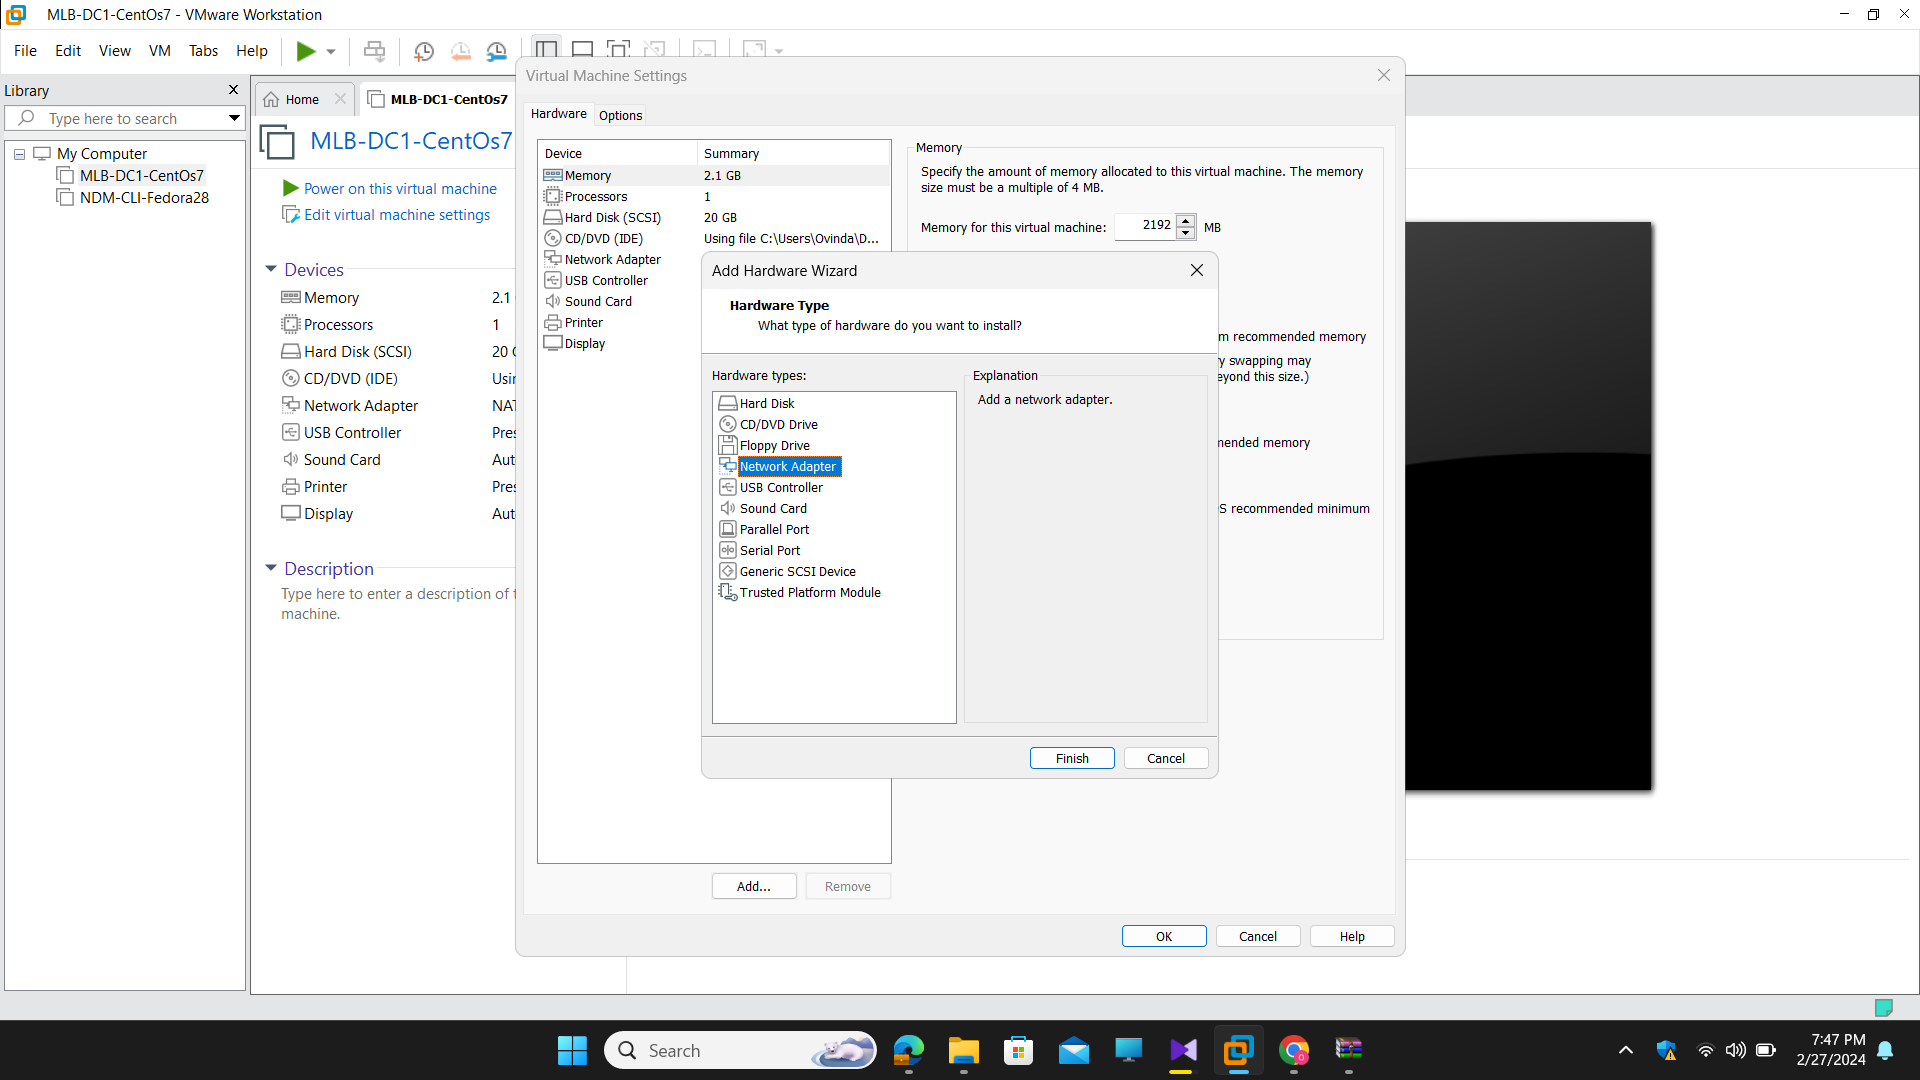 MLB-DC1-CentOs7 - VMware Workstation
File Edit View VM Tabs Help
Library
Type here to search
My Computer
MLB-DC1-CentOs7
NDM-CLI-Fedora28
Home
MLB-DC1-CentOs7
MLB-DC1-CentOs7
Power on this virtual machine
Edit virtual machine settings
Devices
Memory 2.1
Processors 1
Hard Disk (SCSI) 20
CD/DVD (IDE)
Network Adapter NAT
USB Controller
Sound Card
Printer
Display
Description
Type here to enter a description of
machine.
Virtual Machine Settings
Hardware Options
Device Summary
Memory 2.1 GB
Processors 1
Hard Disk (SCSI) 20 GB
CD/DVD (IDE) Using file C:\Users\Ovinda\D...
Network Adapter
USB Controller
Sound Card
Printer
Display
Add... Remove
Memory
Specify the amount of memory allocated to this virtual machine. The memory
size must be a multiple of 4 MB.
Memory for this virtual machine: 2192 MB
m recommended memory
y swapping may
eyond this size.)
mended memory
S recommended minimum
OK Cancel Help
Add Hardware Wizard
Hardware Type
What type of hardware do you want to install?
Hardware types:
Hard Disk
CD/DVD Drive
Floppy Drive
Network Adapter
USB Controller
Sound Card
Parallel Port
Serial Port
Generic SCSI Device
Trusted Platform Module
Explanation
Add a network adapter.
Finish Cancel
Search
7:47 PM
2/27/2024